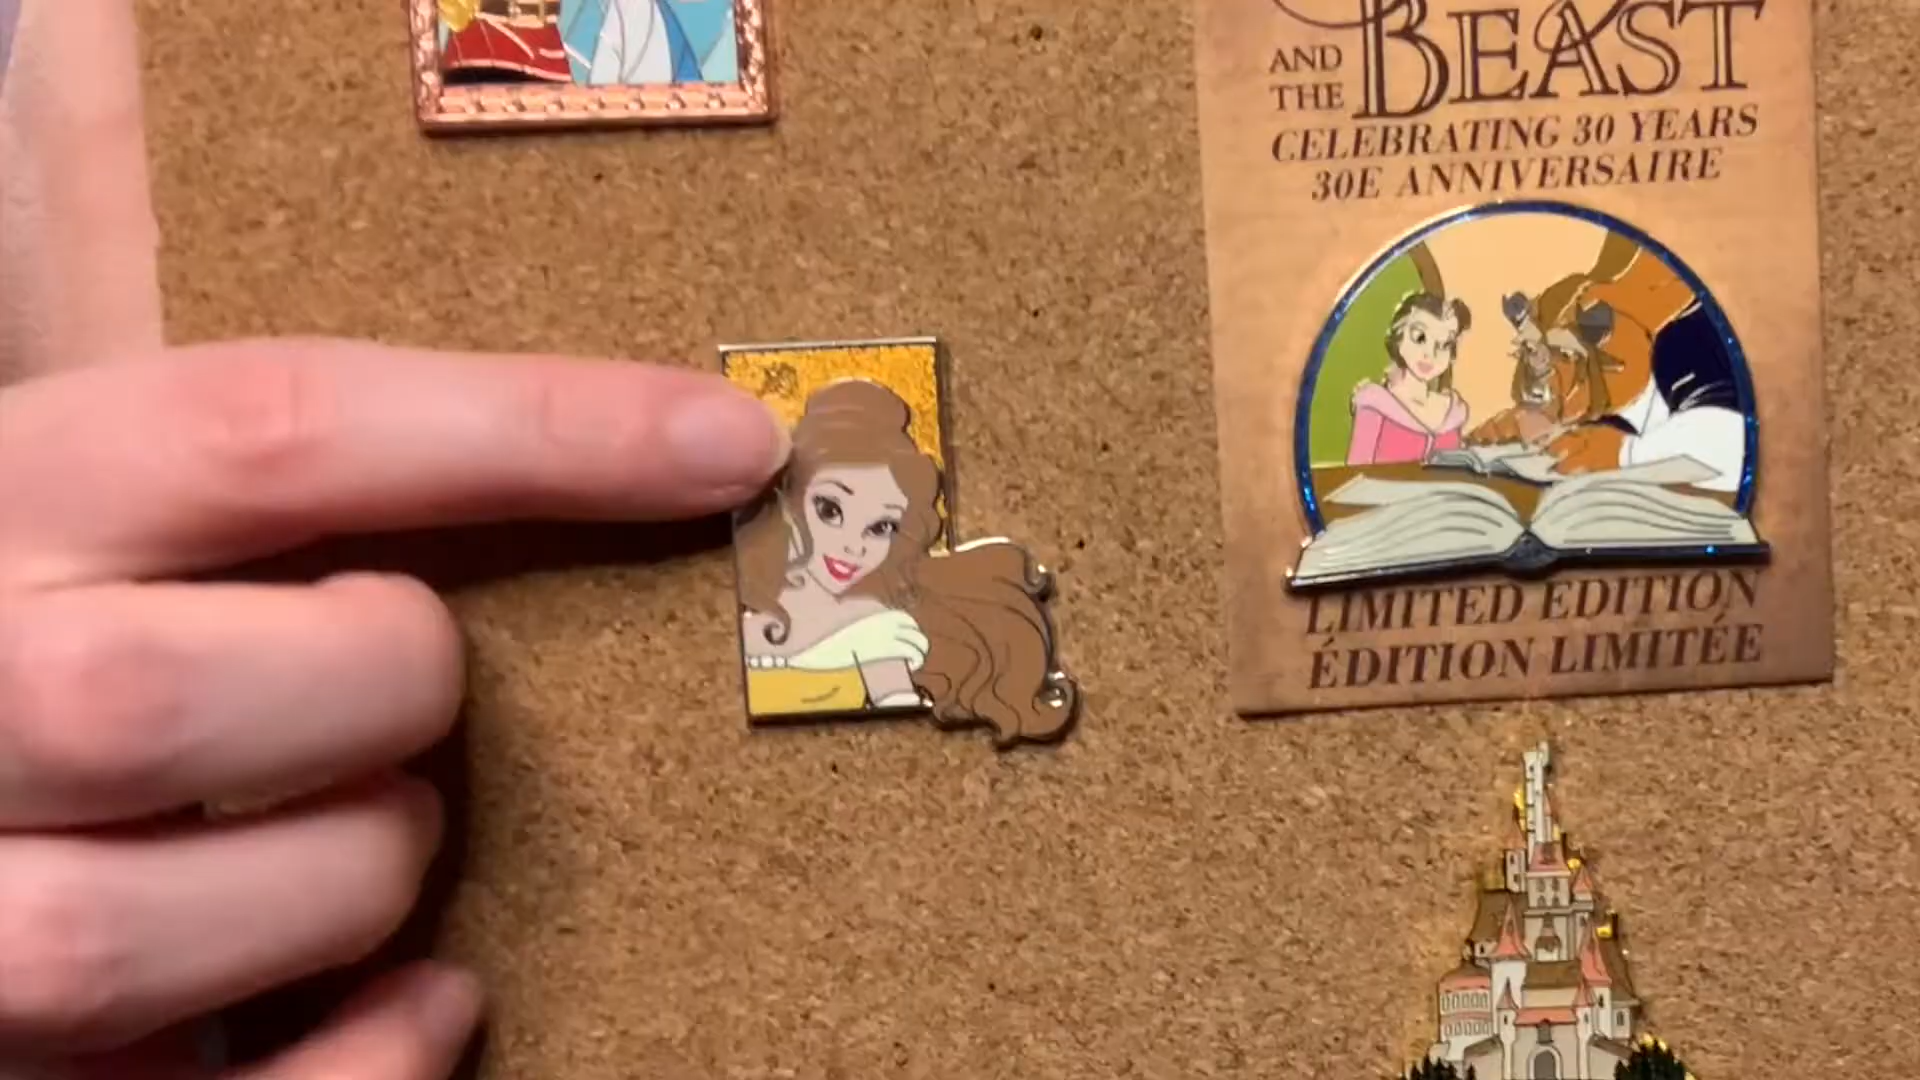 AND
THE BEAST
CELEBRATING 30 YEARS
30E ANNIVERSAIRE
LIMITED EDITION
ÉDITION LIMITÉE